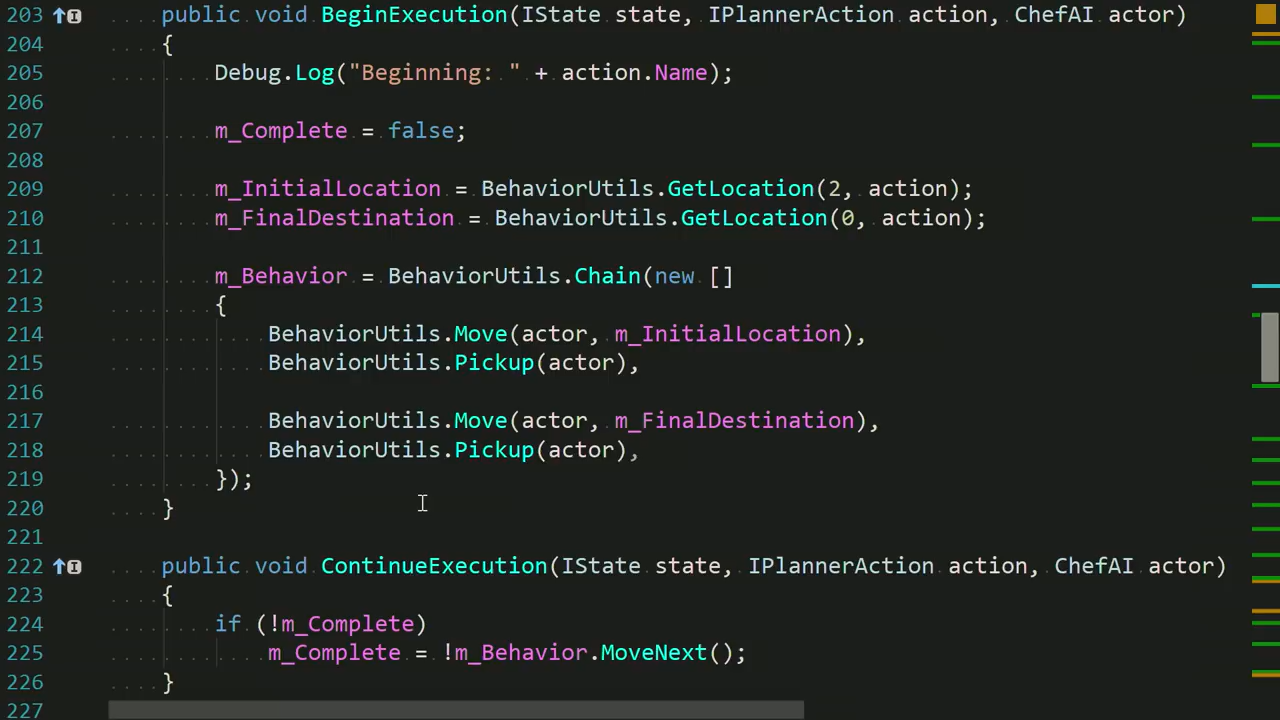 203 public void BeginExecution(IState state, IPlannerAction action, ChefAI actor)
204 {
205 Debug.Log("Beginning: " + action.Name);
206
207 m_Complete = false;
208
209 m_InitialLocation = BehaviorUtils.GetLocation(2, action);
210 m_FinalDestination = BehaviorUtils.GetLocation(0, action);
211
212 m_Behavior = BehaviorUtils.Chain(new []
213 {
214 BehaviorUtils.Move(actor, m_InitialLocation),
215 BehaviorUtils.Pickup(actor),
216
217 BehaviorUtils.Move(actor, m_FinalDestination),
218 BehaviorUtils.Pickup(actor),
219 });
220 }
221
222 public void ContinueExecution(IState state, IPlannerAction action, ChefAI actor)
223 {
224 if (!m_Complete)
225 m_Complete = !m_Behavior.MoveNext();
226 }
227